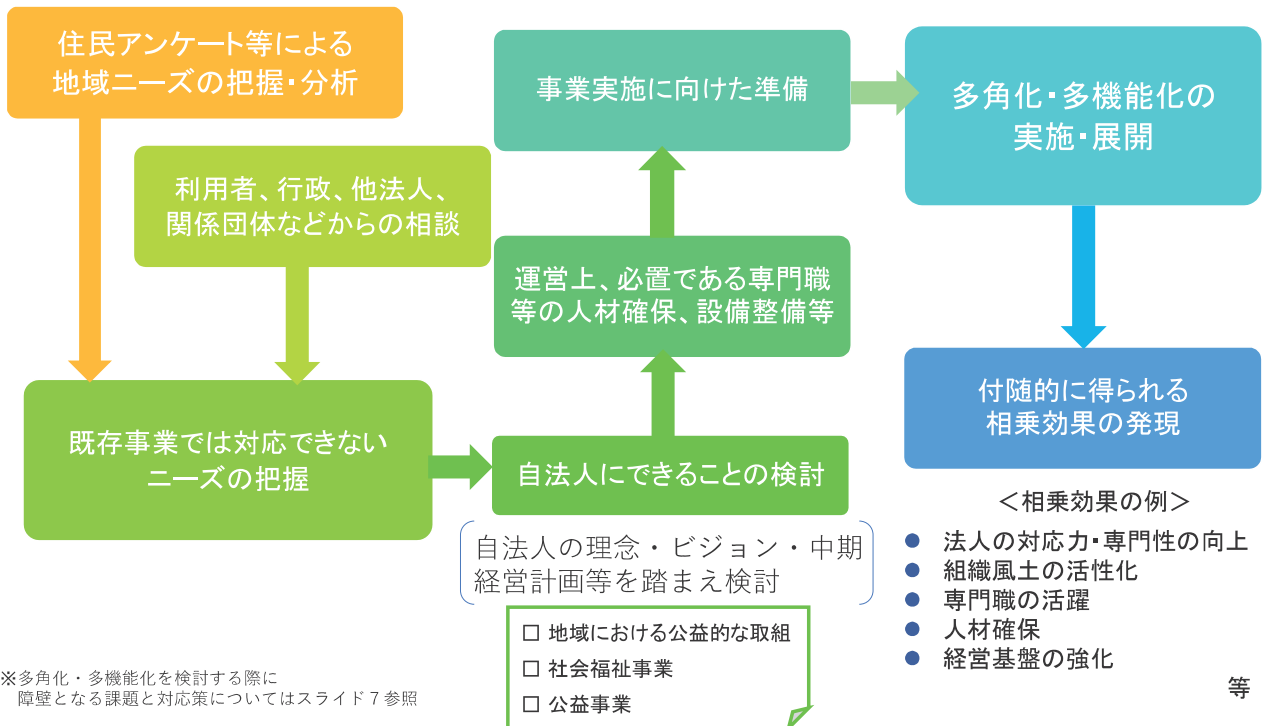 住民アンケート等による
地域ニーズの把握・分析
利用者、行政、他法人、
関係団体などからの相談
既存事業では対応できない
ニーズの把握
自法人にできることの検討
自法人の理念・ビジョン・中期
経営計画等を踏まえ検討
□ 地域における公益的な取組
□ 社会福祉事業
□ 公益事業
運営上、必置である専門職
等の人材確保、設備整備等
事業実施に向けた準備
多角化・多機能化の
実施・展開
付随的に得られる
相乗効果の発現
＜相乗効果の例＞
● 法人の対応力・専門性の向上
● 組織風土の活性化
● 専門職の活躍
● 人材確保
● 経営基盤の強化
等
※多角化・多機能化を検討する際に
障壁となる課題と対応策についてはスライド７参照